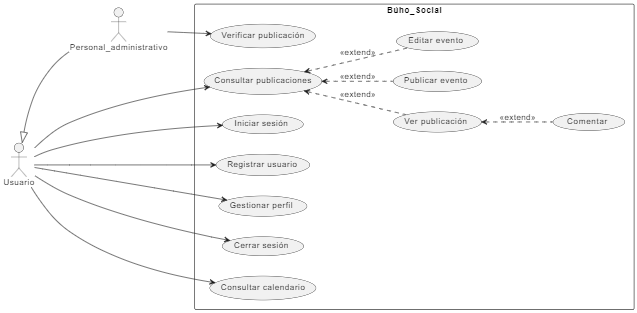 Búho_Social
Personal_administrativo
Verificar publicación
Editar evento
«extend»
Consultar publicaciones
«extend»
Publicar evento
«extend»
Ver publicación
«extend»
Comentar
Iniciar sesión
Usuario
Registrar usuario
Gestionar perfil
Cerrar sesión
Consultar calendario